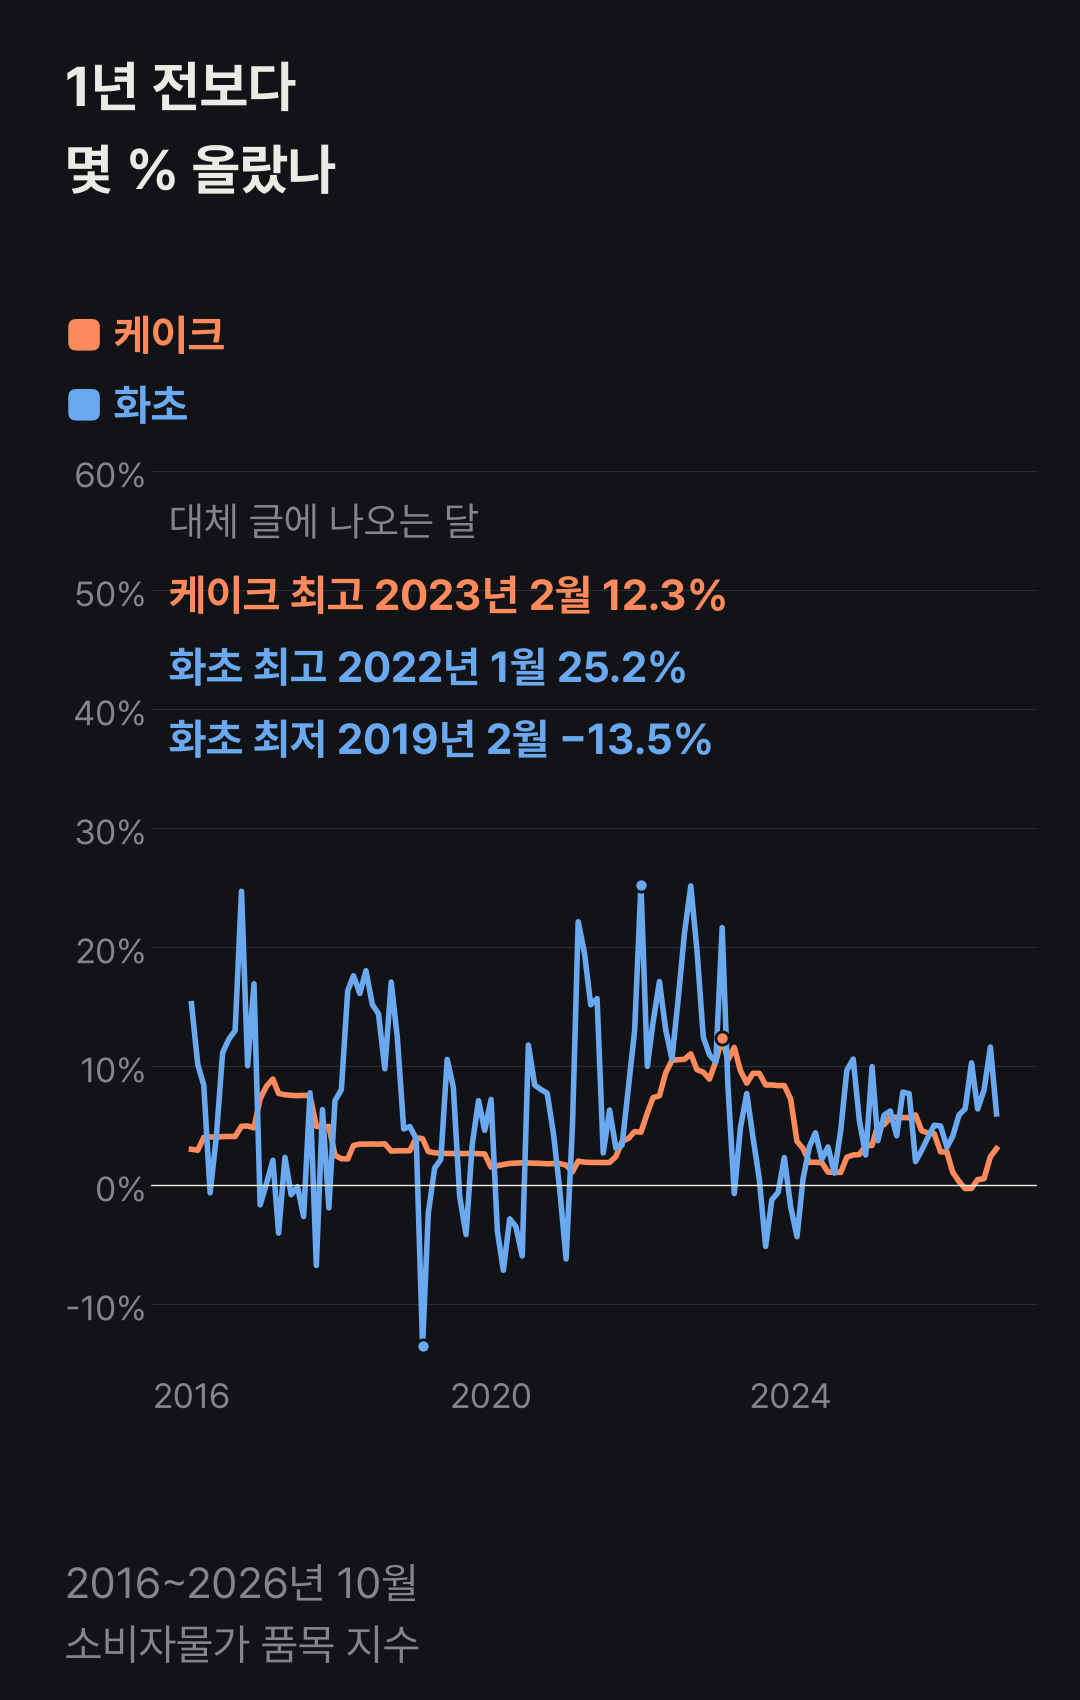 1년 전보다
몇 % 올랐나
케이크
화초
60%
대체 글에 나오는 달
50%
케이크 최고 2023년 2월 12.3%
화초 최고 2022년 1월 25.2%
40%
화초 최저 2019년 2월 −13.5%
30%
20%
10%
0%
-10%
2016 2020 2024
2016~2026년 10월
소비자물가 품목 지수